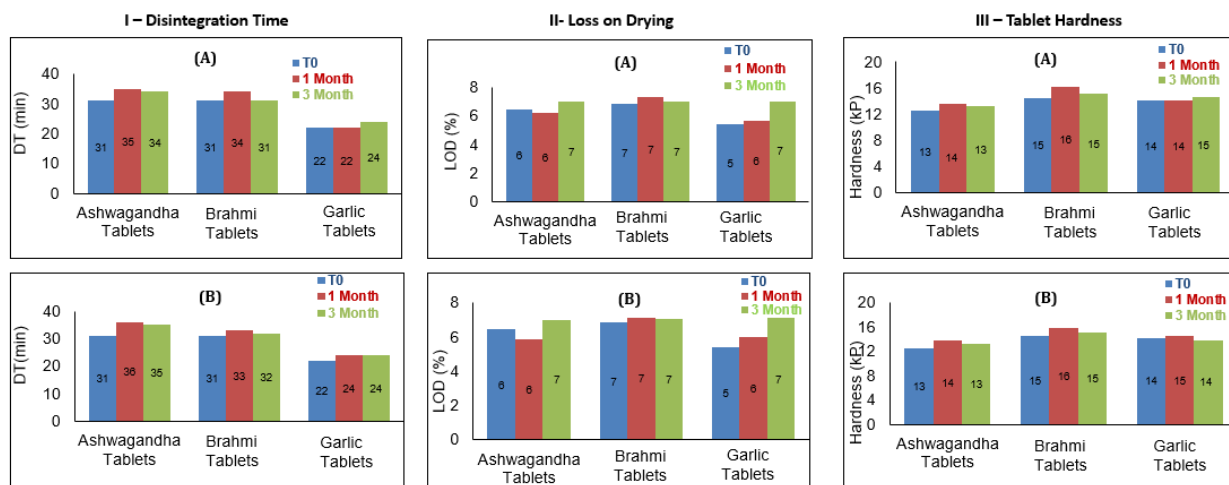 I – Disintegration Time
II- Loss on Drying
III – Tablet Hardness
(A)
T0
1 Month
3 Month
DT (min)
40
30
20
10
0
31 35 34
31 34 31
22 22 24
Ashwagandha Tablets
Brahmi Tablets
Garlic Tablets
(A)
T0
1 Month
3 Month
LOD (%)
8
6
4
2
0
6 6 7
7 7 7
5 6 7
Ashwagandha Tablets
Brahmi Tablets
Garlic Tablets
(A)
T0
1 Month
3 Month
Hardness (kP)
20
16
12
8
4
0
13 14 13
15 16 15
14 14 15
Ashwagandha Tablets
Brahmi Tablets
Garlic Tablets
(B)
T0
1 Month
3 Month
DT(min)
40
30
20
10
0
31 36 35
31 33 32
22 24 24
Ashwagandha Tablets
Brahmi Tablets
Garlic Tablets
(B)
T0
1 Month
3 Month
LOD (%)
8
6
4
2
0
6 6 7
7 7 7
5 6 7
Ashwagandha Tablets
Brahmi Tablets
Garlic Tablets
(B)
T0
1 Month
3 Month
Hardness (kP)
20
16
12
8
4
0
13 14 13
15 16 15
14 15 14
Ashwagandha Tablets
Brahmi Tablets
Garlic Tablets